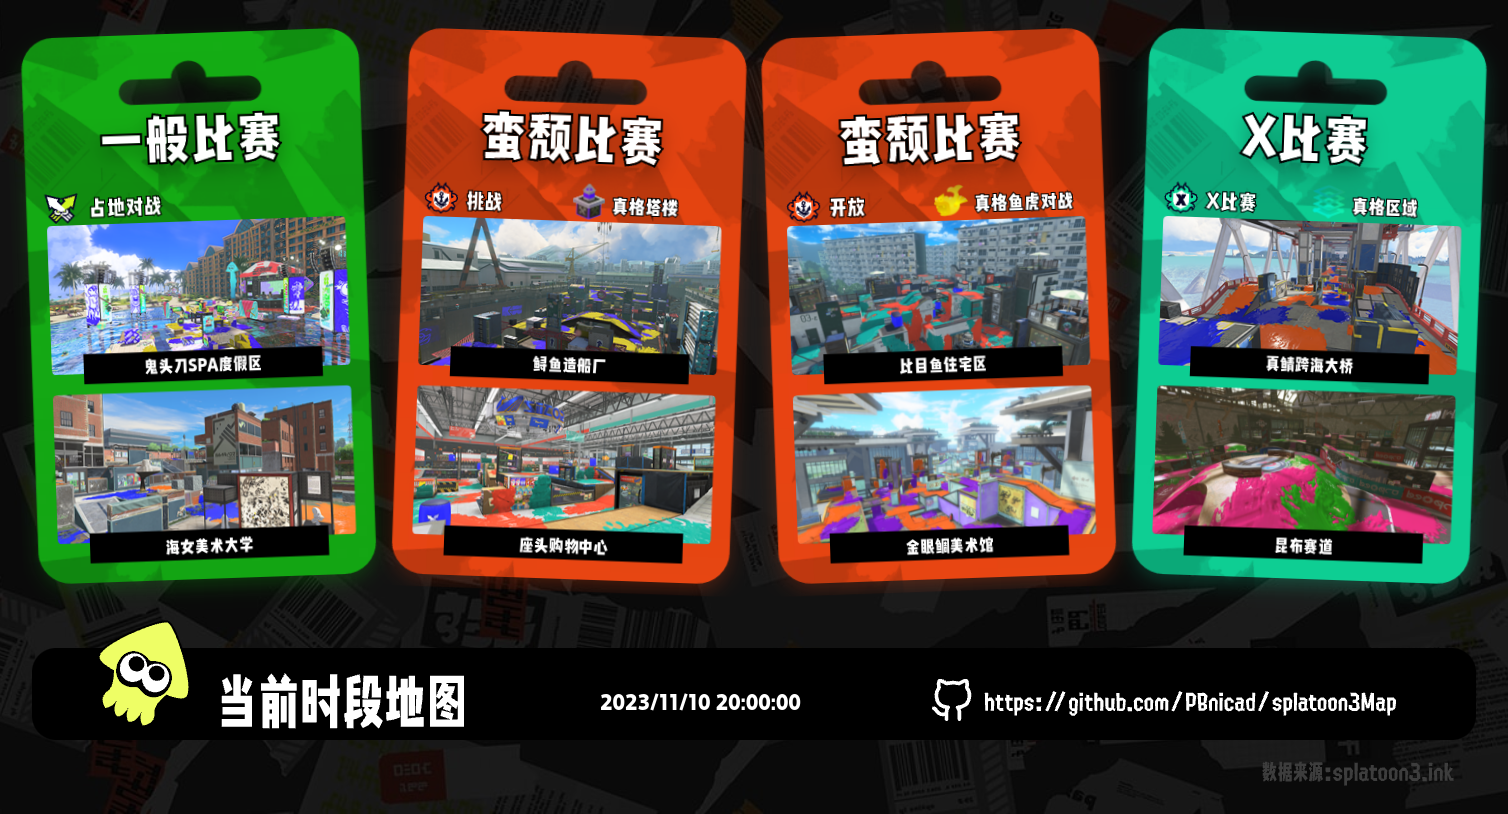 一般比赛
占地对战
鬼头刀SPA度假区
海女美术大学
蛮颓比赛
挑战
真格塔楼
鲟鱼造船厂
座头购物中心
蛮颓比赛
开放
真格鱼虎对战
比目鱼住宅区
金眼鲷美术馆
X比赛
X比赛
真格区域
真鲭跨海大桥
昆布赛道
当前时段地图
2023/11/10 20:00:00
https://github.com/PBnicad/splatoon3Map
数据来源:splatoon3.ink